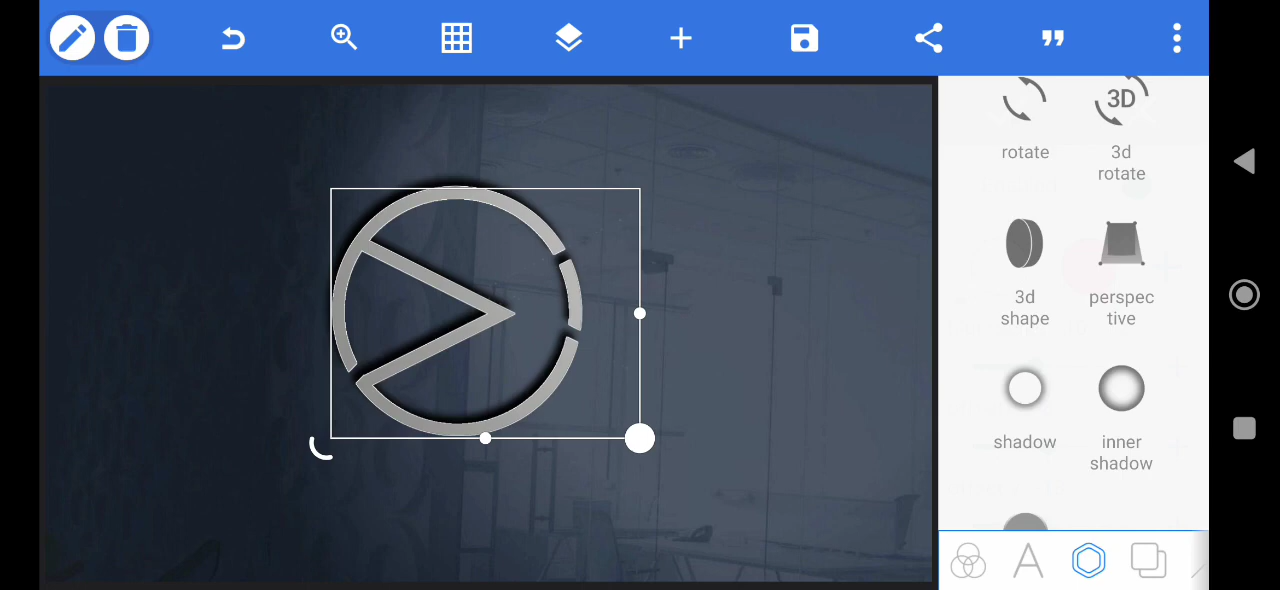 3D
rotate
3d
rotate
3d
shape
perspec
tive
shadow
inner
shadow
A